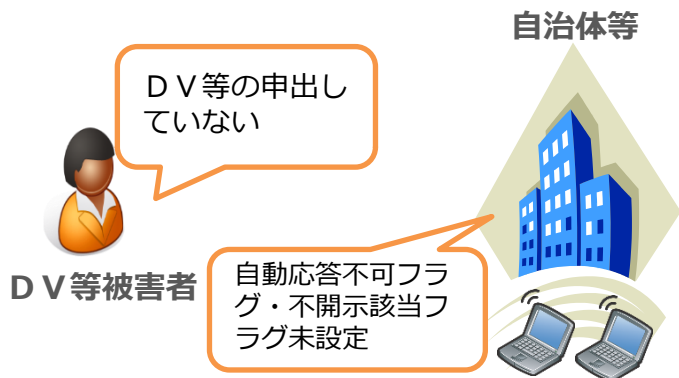 自治体等
ＤＶ等の申出し
ていない
ＤＶ等被害者
自動応答不可フラ
グ・不開示該当フ
ラグ未設定